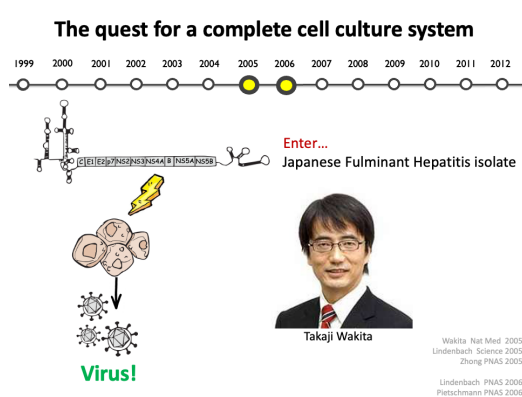 The quest for a complete cell culture system
1999 2000 2001 2002 2003 2004 2005 2006 2007 2008 2009 2010 2011 2012
Enter...
Japanese Fulminant Hepatitis isolate
C E1 E2 p7 NS2 NS3 NS4A B NS5A NS5B
Takaji Wakita
Virus!
Wakita Nat Med 2005
Lindenbach Science 2005
Zhong PNAS 2005
Lindenbach PNAS 2006
Pietschmann PNAS 2006